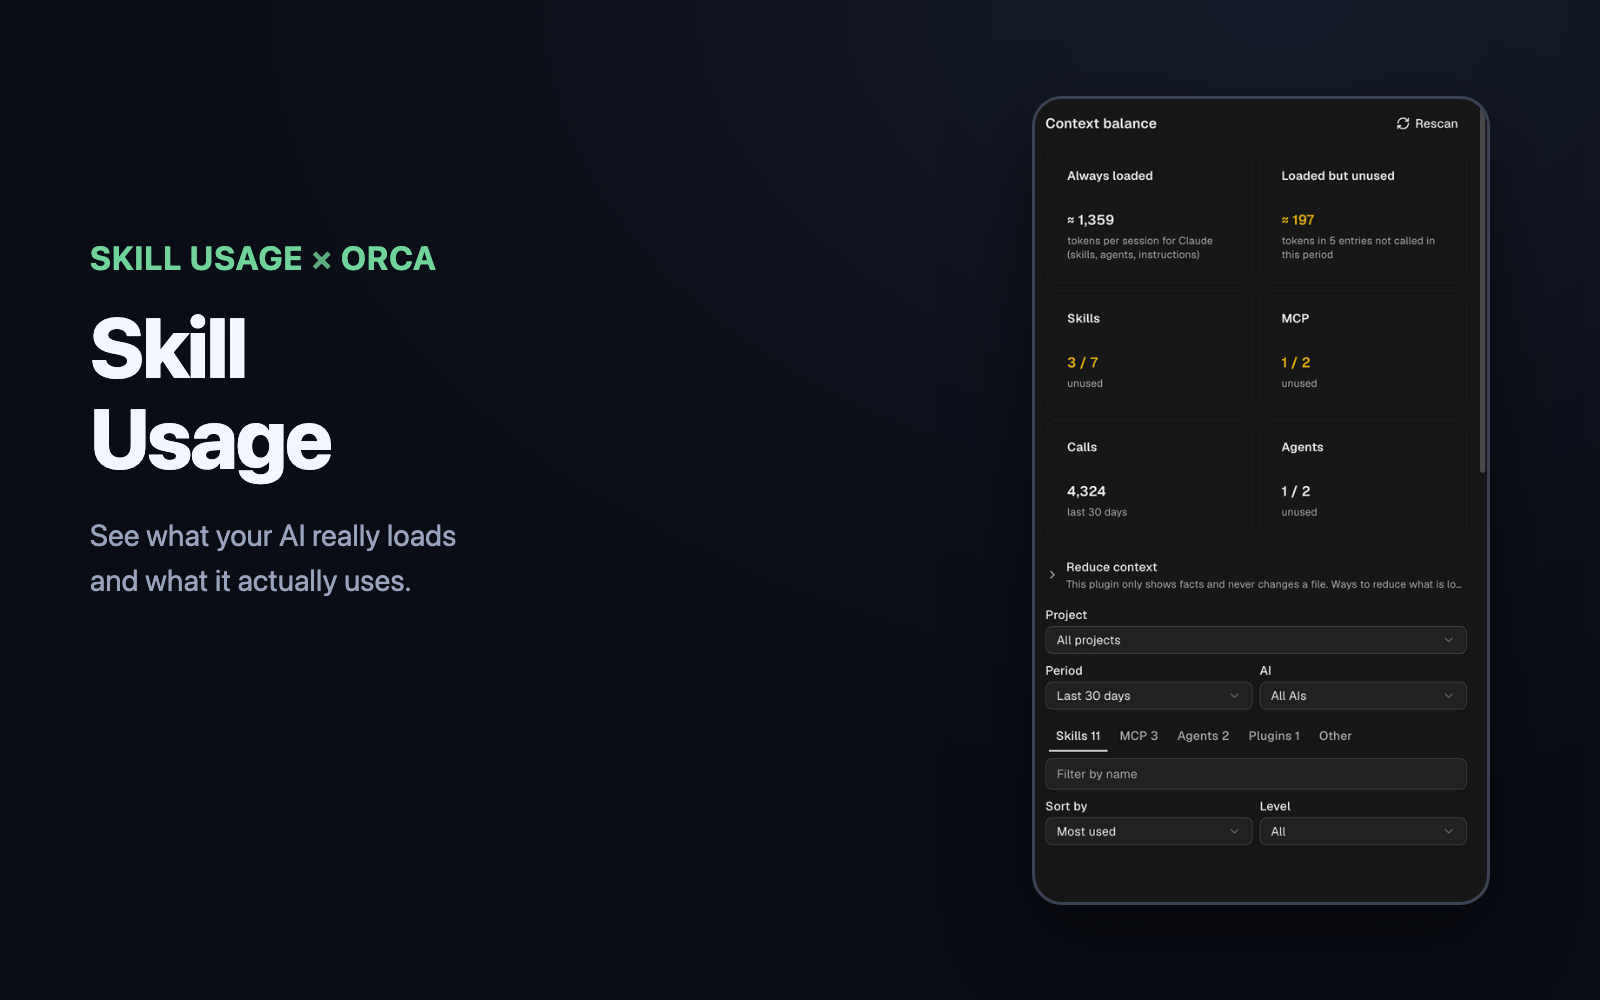 SKILL USAGE × ORCA
Skill
Usage
See what your AI really loads
and what it actually uses.
Context balance
Rescan
Always loaded
≈ 1,359
tokens per session for Claude
(skills, agents, instructions)
Loaded but unused
≈ 197
tokens in 5 entries not called in
this period
Skills
3 / 7
unused
MCP
1 / 2
unused
Calls
4,324
last 30 days
Agents
1 / 2
unused
Reduce context
This plugin only shows facts and never changes a file. Ways to reduce what is lo…
Project
All projects
Period
Last 30 days
AI
All AIs
Skills 11 MCP 3 Agents 2 Plugins 1 Other
Filter by name
Sort by
Most used
Level
All